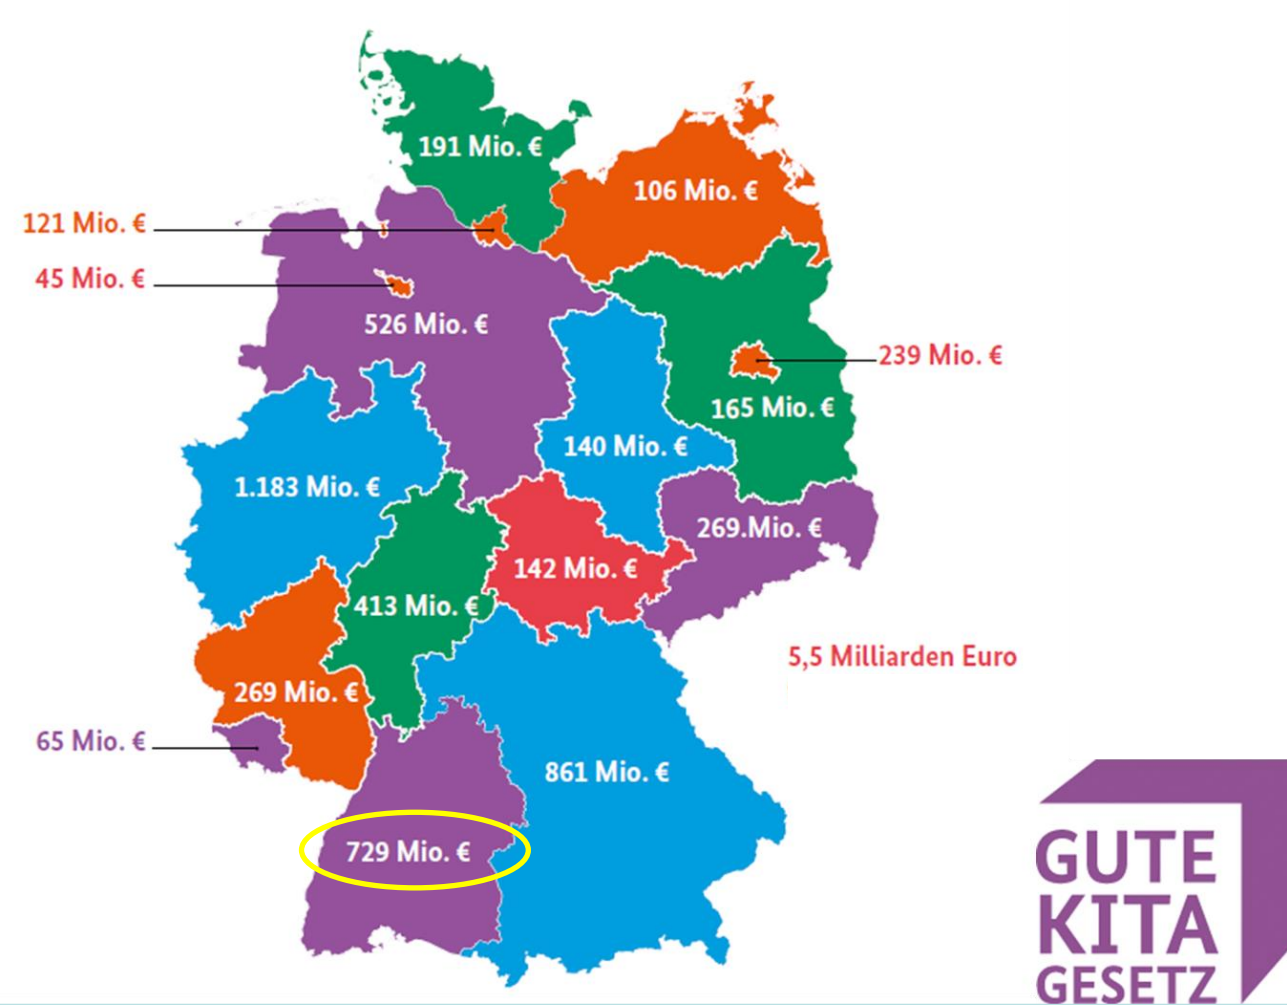 191 Mio. €
106 Mio. €
121 Mio. €
45 Mio. €
526 Mio. €
239 Mio. €
165 Mio. €
140 Mio. €
1.183 Mio. €
269.Mio. €
142 Mio. €
413 Mio. €
5,5 Milliarden Euro
269 Mio. €
65 Mio. €
861 Mio. €
729 Mio. €
GUTE
KITA
GESETZ